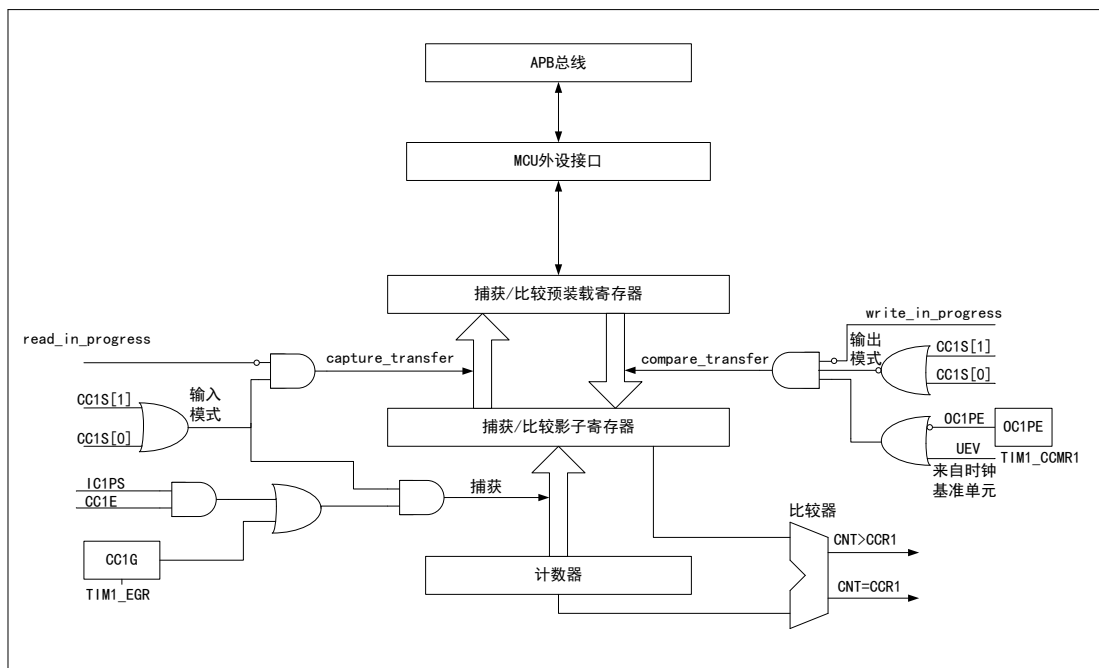 APB总线
MCU外设接口
捕获/比较预装载寄存器
write_in_progress
read_in_progress
capture_transfer
compare_transfer
输出
模式
CC1S[1]
CC1S[0]
CC1S[1]
输入
模式
CC1S[0]
捕获/比较影子寄存器
OC1PE
OC1PE
UEV
TIM1_CCMR1
来自时钟
基准单元
IC1PS
CC1E
捕获
比较器
CC1G
TIM1_EGR
计数器
CNT>CCR1
CNT=CCR1